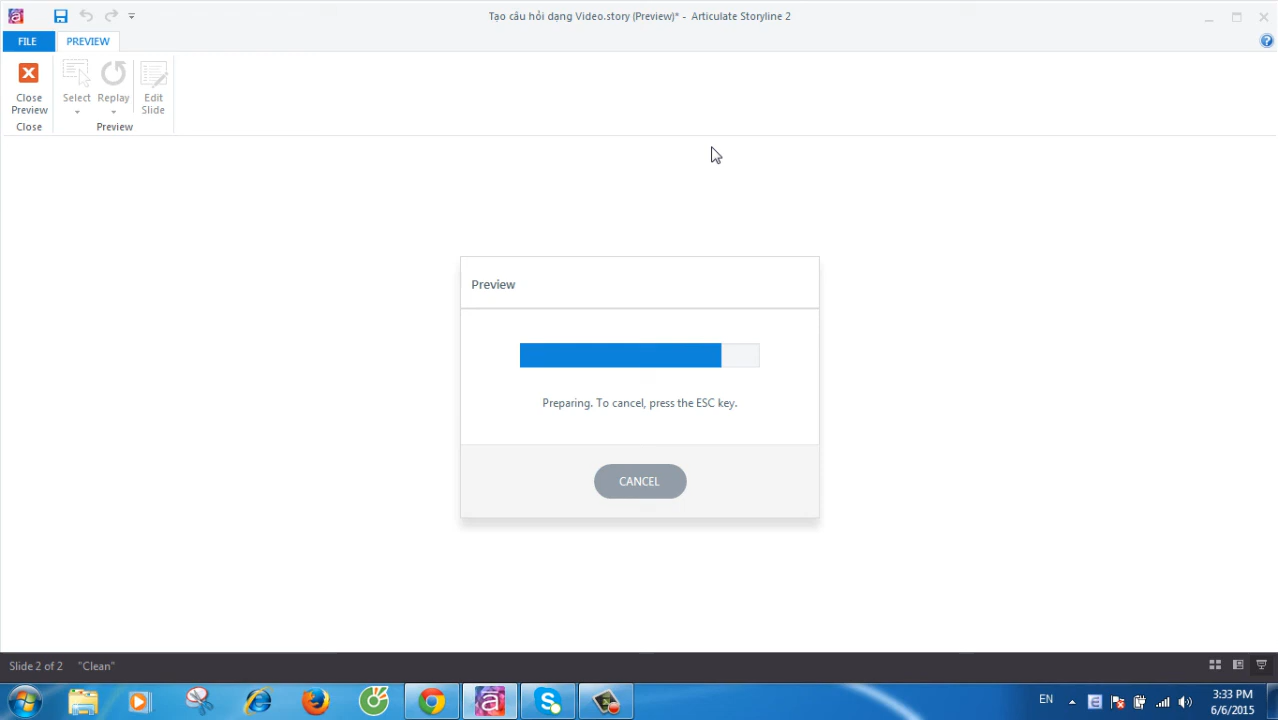 Tạo câu hỏi dạng Video.story (Preview)* - Articulate Storyline 2
FILE
PREVIEW
Close Preview
Select
Replay
Edit Slide
Close
Preview
Preview
Preparing. To cancel, press the ESC key.
CANCEL
Slide 2 of 2
"Clean"
EN
3:33 PM
6/6/2015